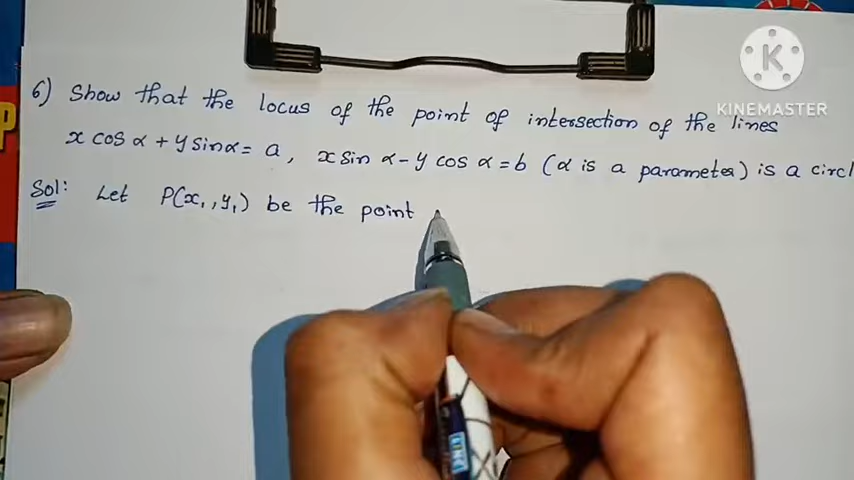 6) Show that the locus of the point of intersection of the lines
x cos α + y sin α = a, x sin α - y cos α = b (α is a parameter) is a circl
Sol: Let P(x₁, y₁) be the point
K
KINEMASTER